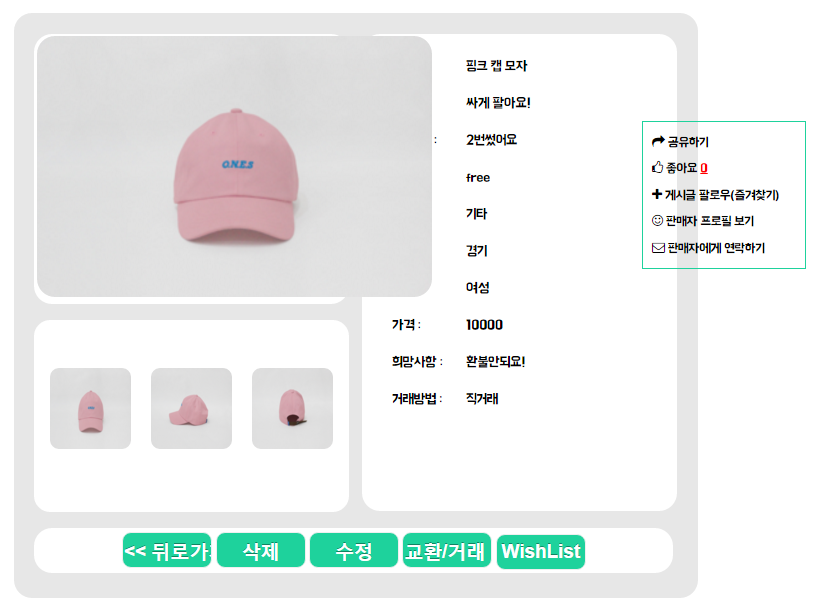 핑크 캡 모자
싸게 팔아요!
: 2번썼어요
free
기타
경기
여성
가격 : 10000
희망사항 : 환불안되요!
거래방법 : 직거래
ONES
공유하기
좋아요 0
게시글 팔로우(즐겨찾기)
판매자 프로필 보기
판매자에게 연락하기
<< 뒤로가
삭제
수정
교환/거래
WishList